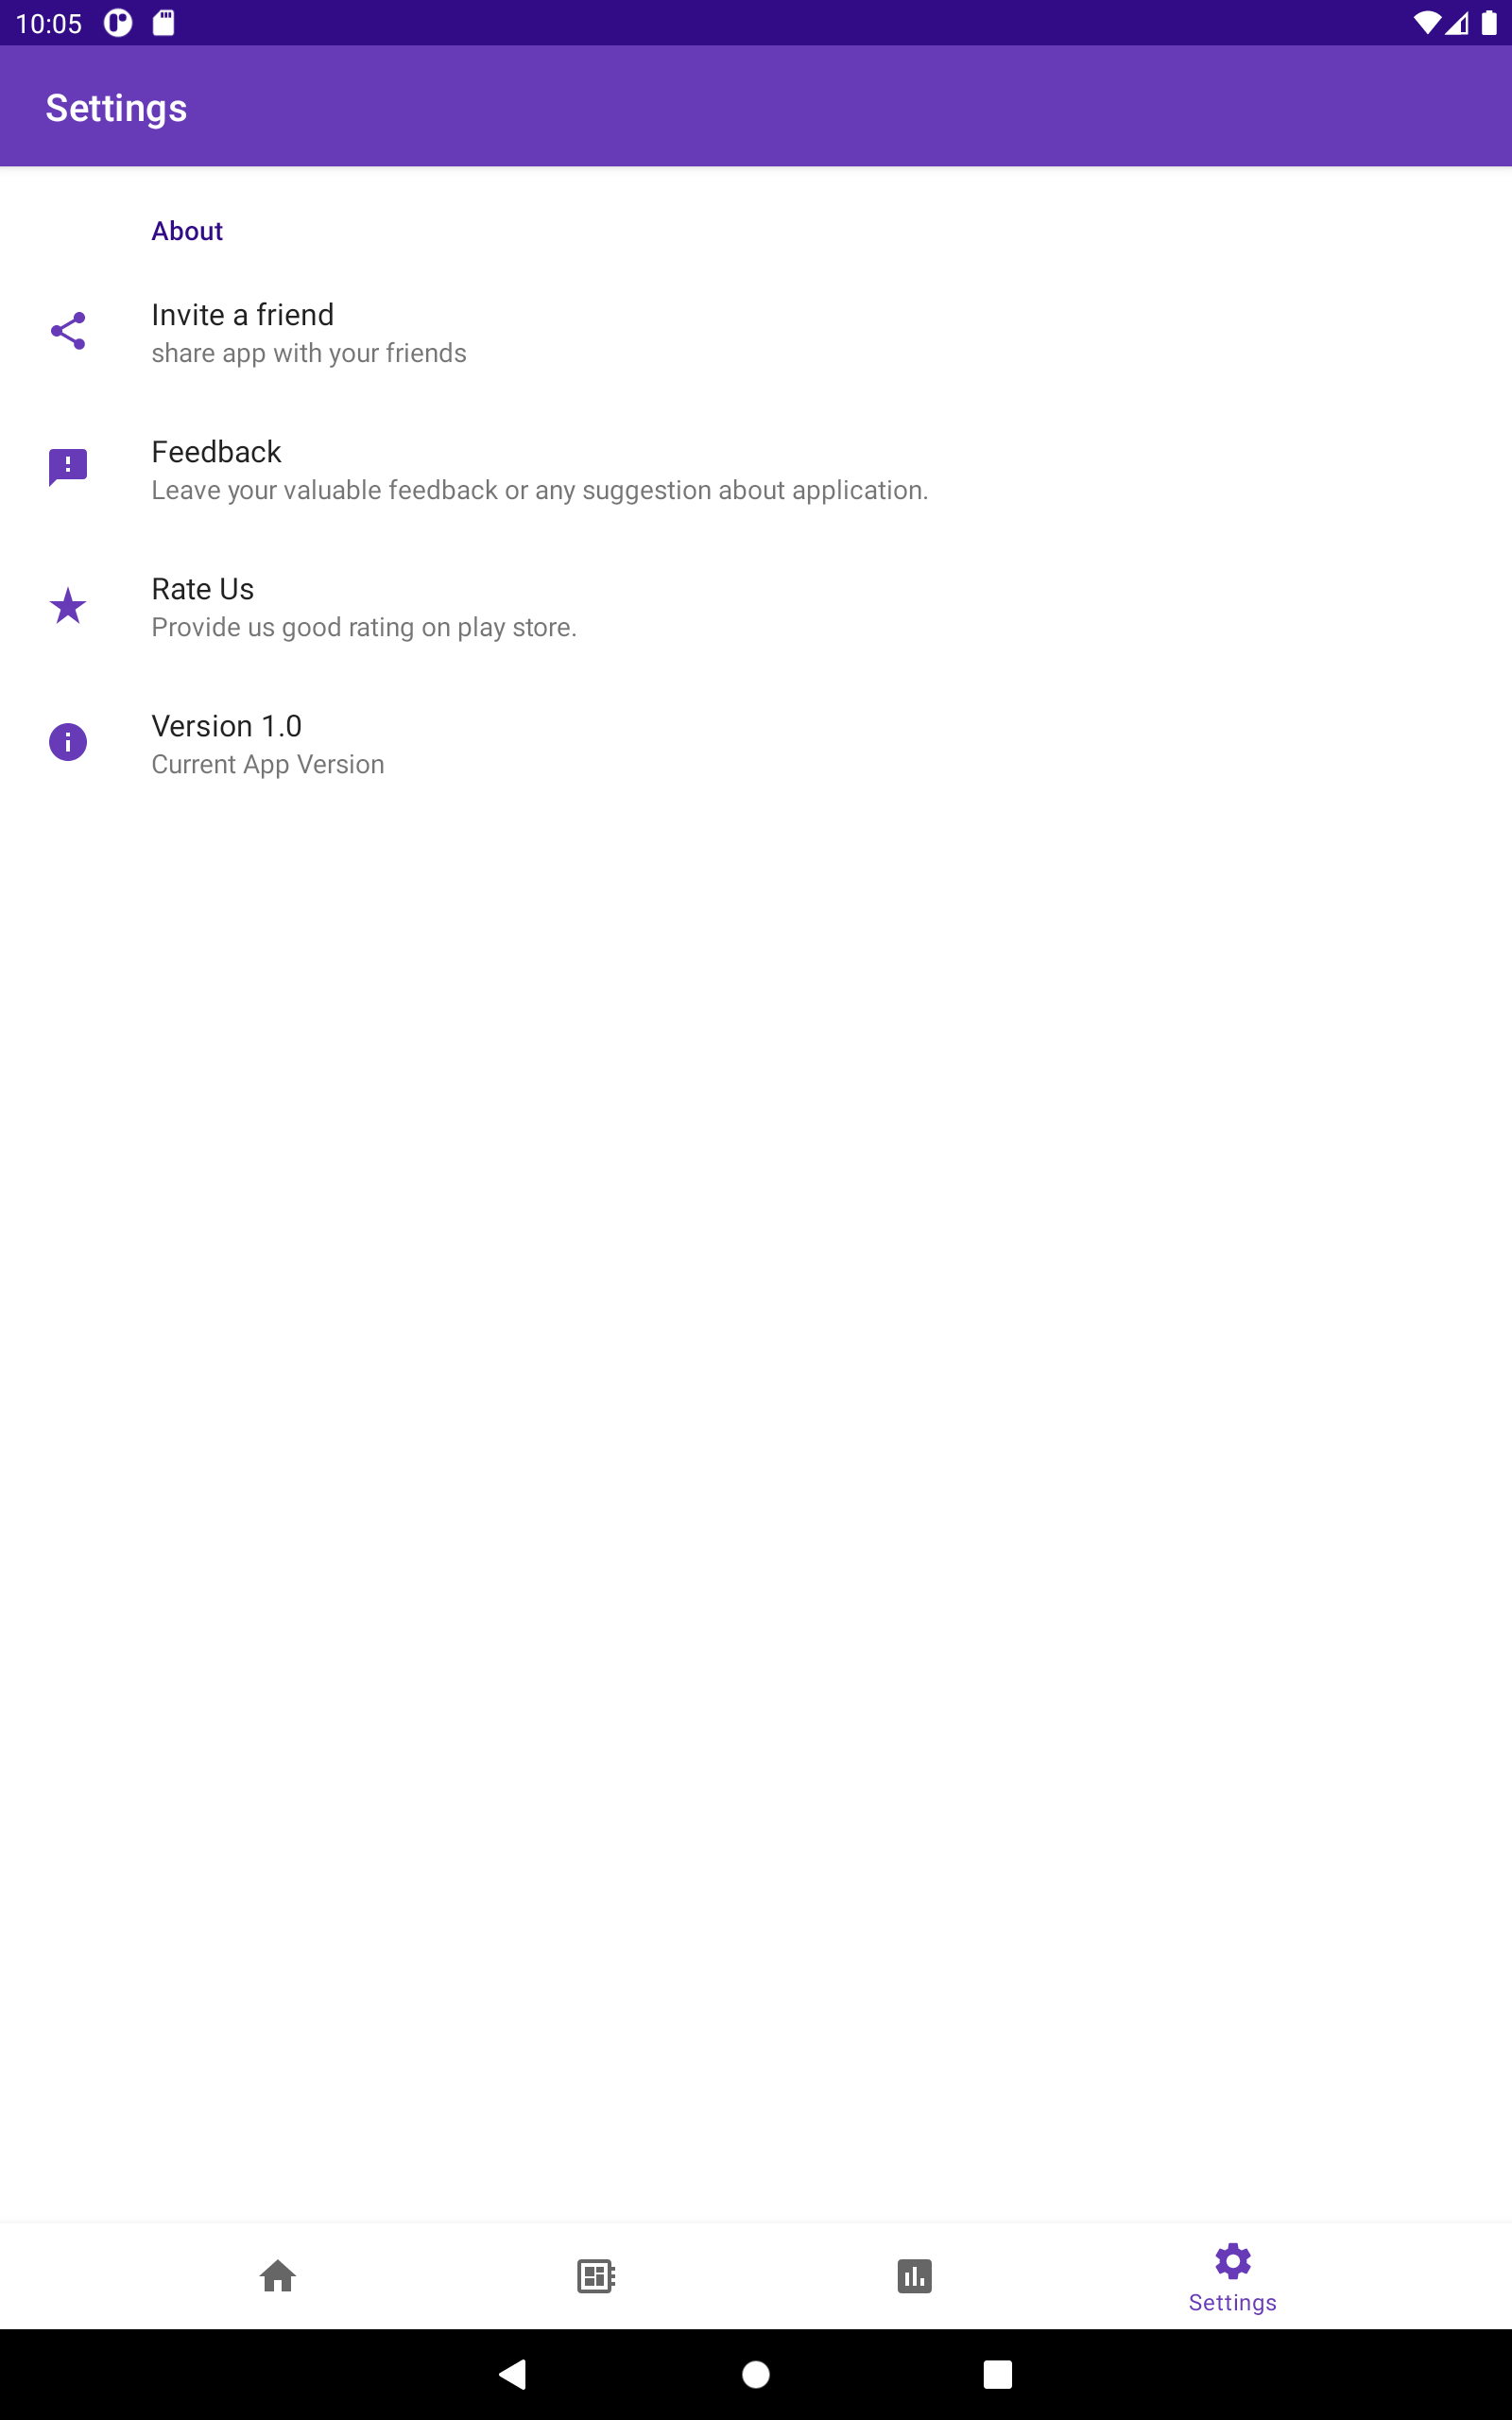 10:05
Settings
About
Invite a friend
share app with your friends
Feedback
Leave your valuable feedback or any suggestion about application.
Rate Us
Provide us good rating on play store.
Version 1.0
Current App Version
Settings